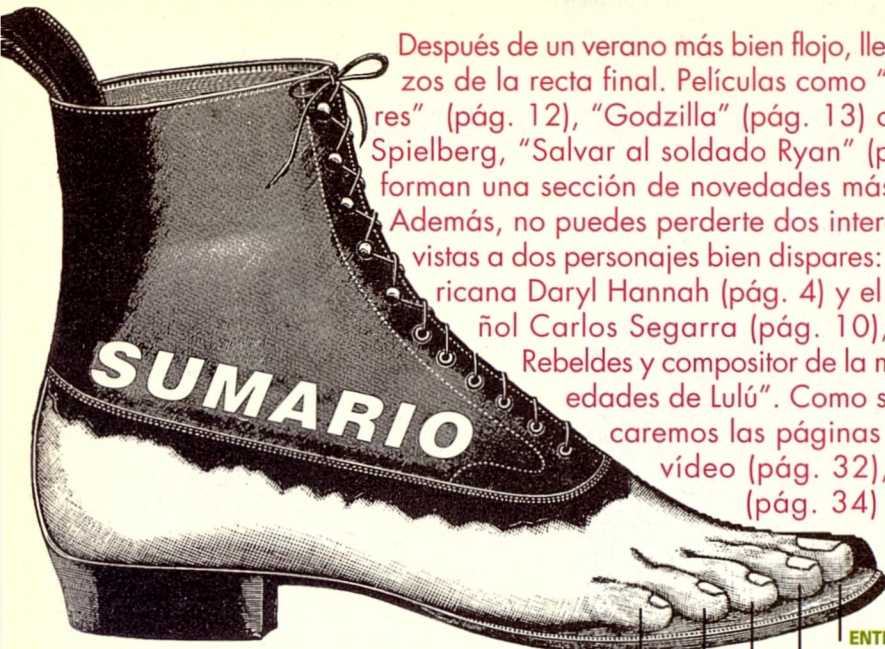 Después de un verano más bien flojo, lle
zos de la recta final. Películas como “
res” (pág. 12), “Godzilla” (pág. 13) o
Spielberg, “Salvar al soldado Ryan” (p
forman una sección de novedades más
Además, no puedes perderte dos inter
vistas a dos personajes bien dispares:
ricana Daryl Hannah (pág. 4) y el
ñol Carlos Segarra (pág. 10),
Rebeldes y compositor de la m
edades de Lulú”. Como s
caremos las páginas
vídeo (pág. 32),
(pág. 34)
SUMARIO
ENT